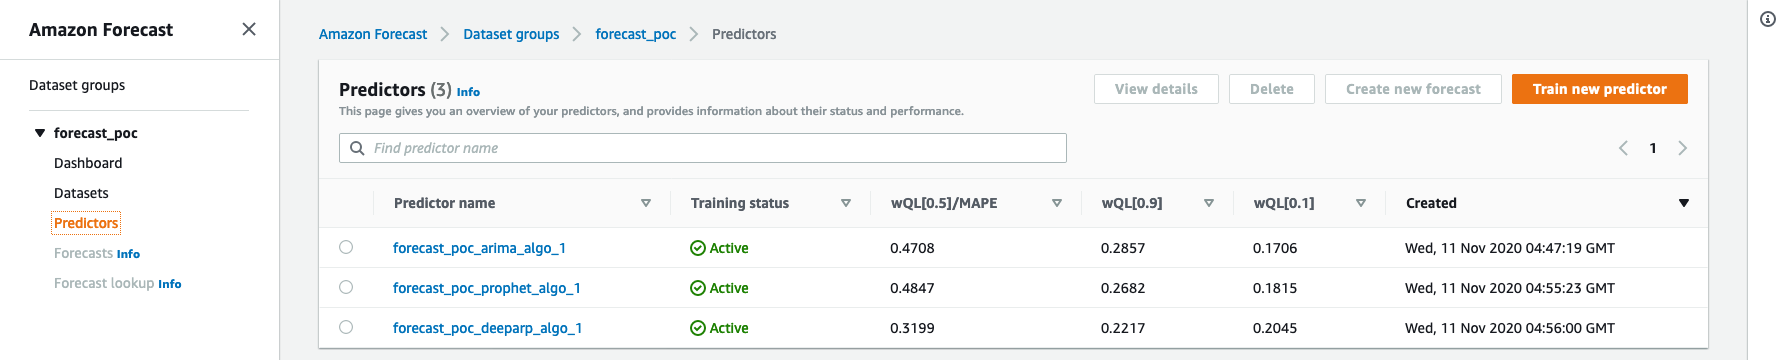 Amazon Forecast
Dataset groups
forecast_poc
Dashboard
Datasets
Predictors
Forecasts Info
Forecast lookup Info
Amazon Forecast > Dataset groups > forecast_poc > Predictors
Predictors (3) Info
This page gives you an overview of your predictors, and provides information about their status and performance.
View details Delete Create new forecast Train new predictor
Find predictor name
1
Predictor name Training status wQL[0.5]/MAPE wQL[0.9] wQL[0.1] Created
forecast_poc_arima_algo_1 Active 0.4708 0.2857 0.1706 Wed, 11 Nov 2020 04:47:19 GMT
forecast_poc_prophet_algo_1 Active 0.4847 0.2682 0.1815 Wed, 11 Nov 2020 04:55:23 GMT
forecast_poc_deeparp_algo_1 Active 0.3199 0.2217 0.2045 Wed, 11 Nov 2020 04:56:00 GMT